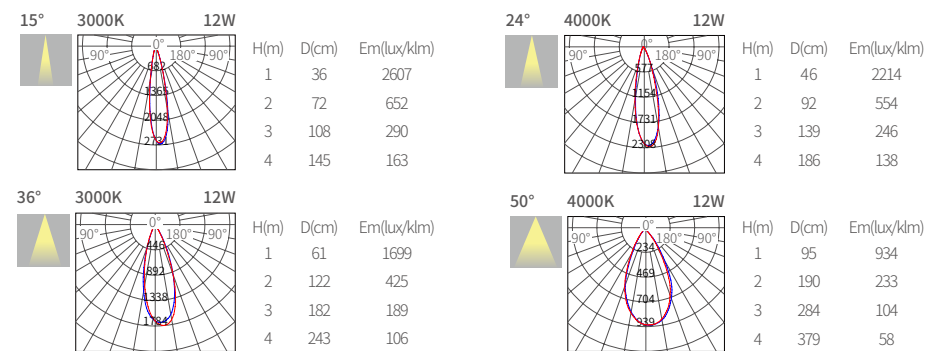 15° 3000K 12W
0°
90° 180° 90°
682
1365
2048
2731
H(m) D(cm) Em(lux/klm)
1 36 2607
2 72 652
3 108 290
4 145 163
24° 4000K 12W
0°
90° 180° 90°
577
1154
1731
2308
H(m) D(cm) Em(lux/klm)
1 46 2214
2 92 554
3 139 246
4 186 138
36° 3000K 12W
0°
90° 180° 90°
446
892
1338
1784
H(m) D(cm) Em(lux/klm)
1 61 1699
2 122 425
3 182 189
4 243 106
50° 4000K 12W
0°
90° 180° 90°
234
469
704
939
H(m) D(cm) Em(lux/klm)
1 95 934
2 190 233
3 284 104
4 379 58